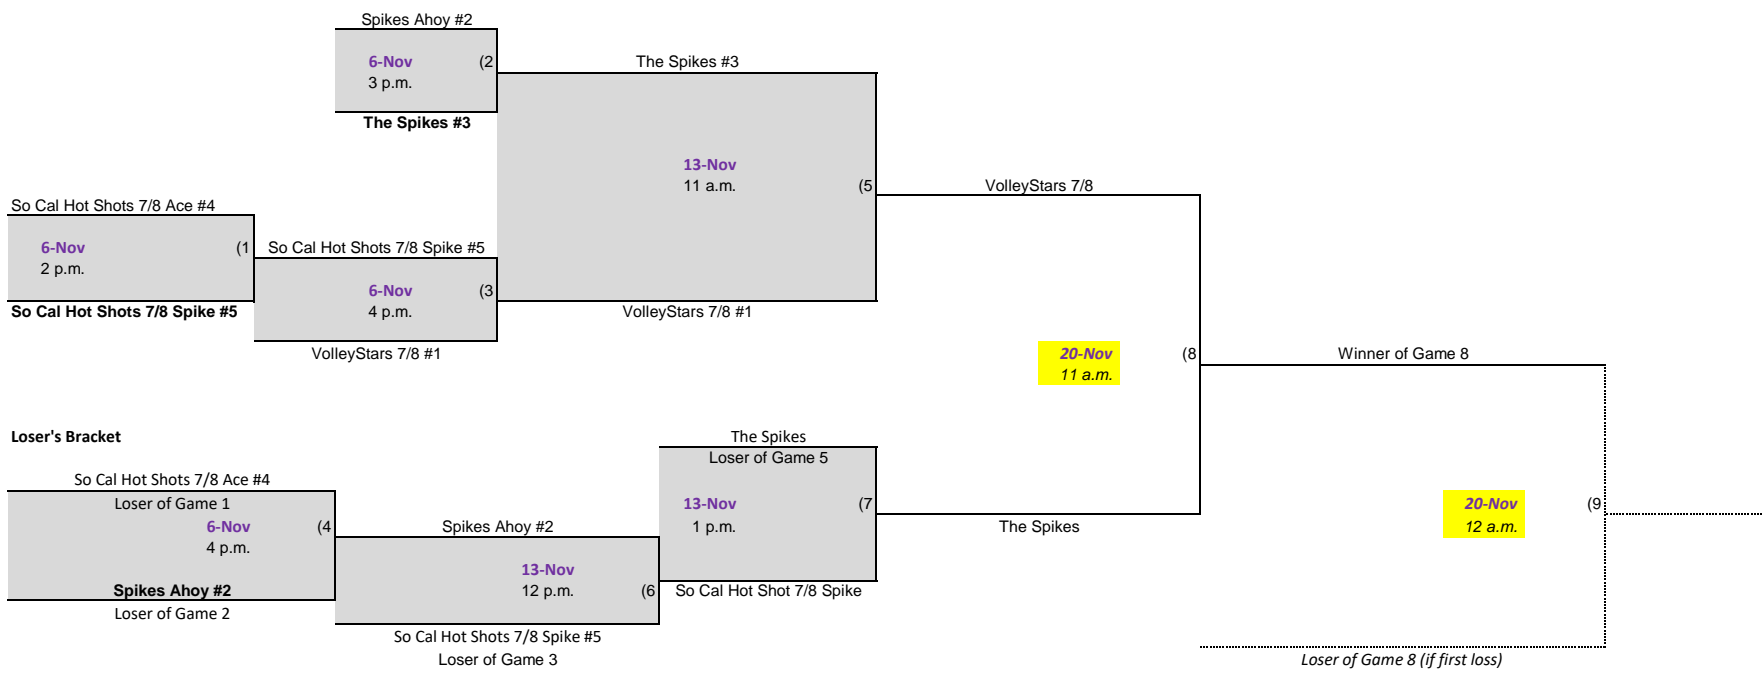 Spikes Ahoy #2
6-Nov (2
3 p.m.
The Spikes #3
The Spikes #3
13-Nov
11 a.m. (5
VolleyStars 7/8
So Cal Hot Shots 7/8 Ace #4
6-Nov (1
2 p.m.
So Cal Hot Shots 7/8 Spike #5
So Cal Hot Shots 7/8 Spike #5
6-Nov (3
4 p.m.
VolleyStars 7/8 #1
VolleyStars 7/8 #1
20-Nov (8
11 a.m.
Winner of Game 8
Loser's Bracket
The Spikes
Loser of Game 5
So Cal Hot Shots 7/8 Ace #4
Loser of Game 1
6-Nov (4
4 p.m.
Spikes Ahoy #2
Loser of Game 2
Spikes Ahoy #2
13-Nov
12 p.m. (6
So Cal Hot Shots 7/8 Spike #5
Loser of Game 3
13-Nov (7
1 p.m.
So Cal Hot Shot 7/8 Spike
The Spikes
20-Nov (9
12 a.m.
Loser of Game 8 (if first loss)